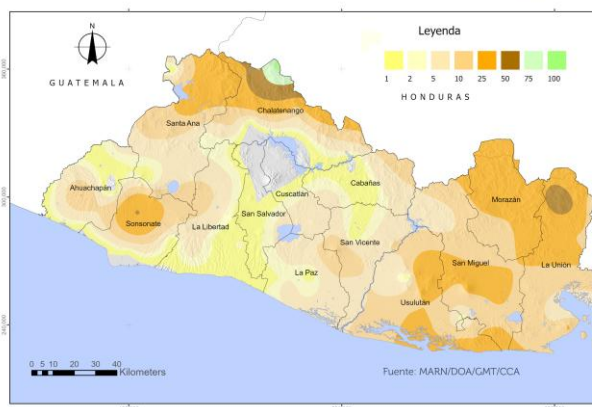 N
Leyenda
1 2 5 10 25 50 75 100
GUATEMALA
HONDURAS
Chalatenango
Santa Ana
Cabañas
Ahuachapán
Cuscatlán
Morazán
Sonsonate
San Salvador
La Libertad
San Vicente
San Miguel
La Unión
La Paz
Usulután
0 5 10 20 30 40
Kilometers
Fuente: MARN/DOA/GMT/CCA